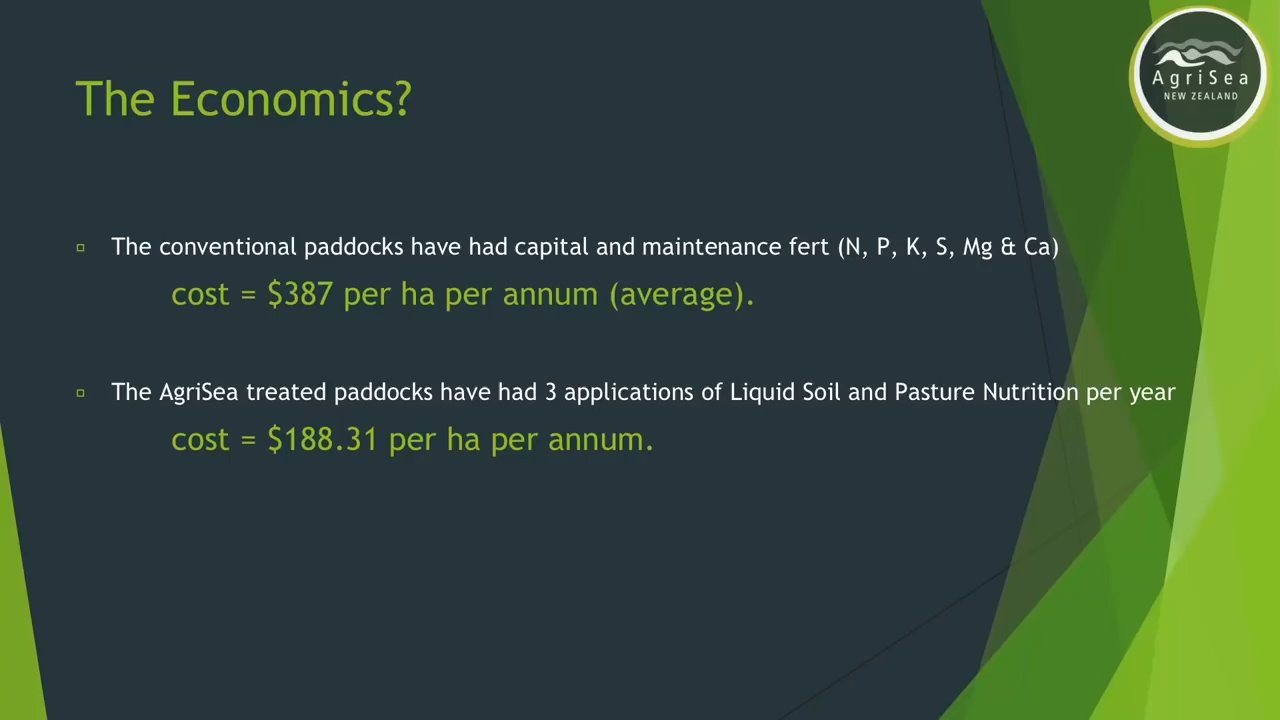 AgriSea
NEW ZEALAND
The Economics?
The conventional paddocks have had capital and maintenance fert (N, P, K, S, Mg & Ca)
cost = $387 per ha per annum (average).
The AgriSea treated paddocks have had 3 applications of Liquid Soil and Pasture Nutrition per year
cost = $188.31 per ha per annum.